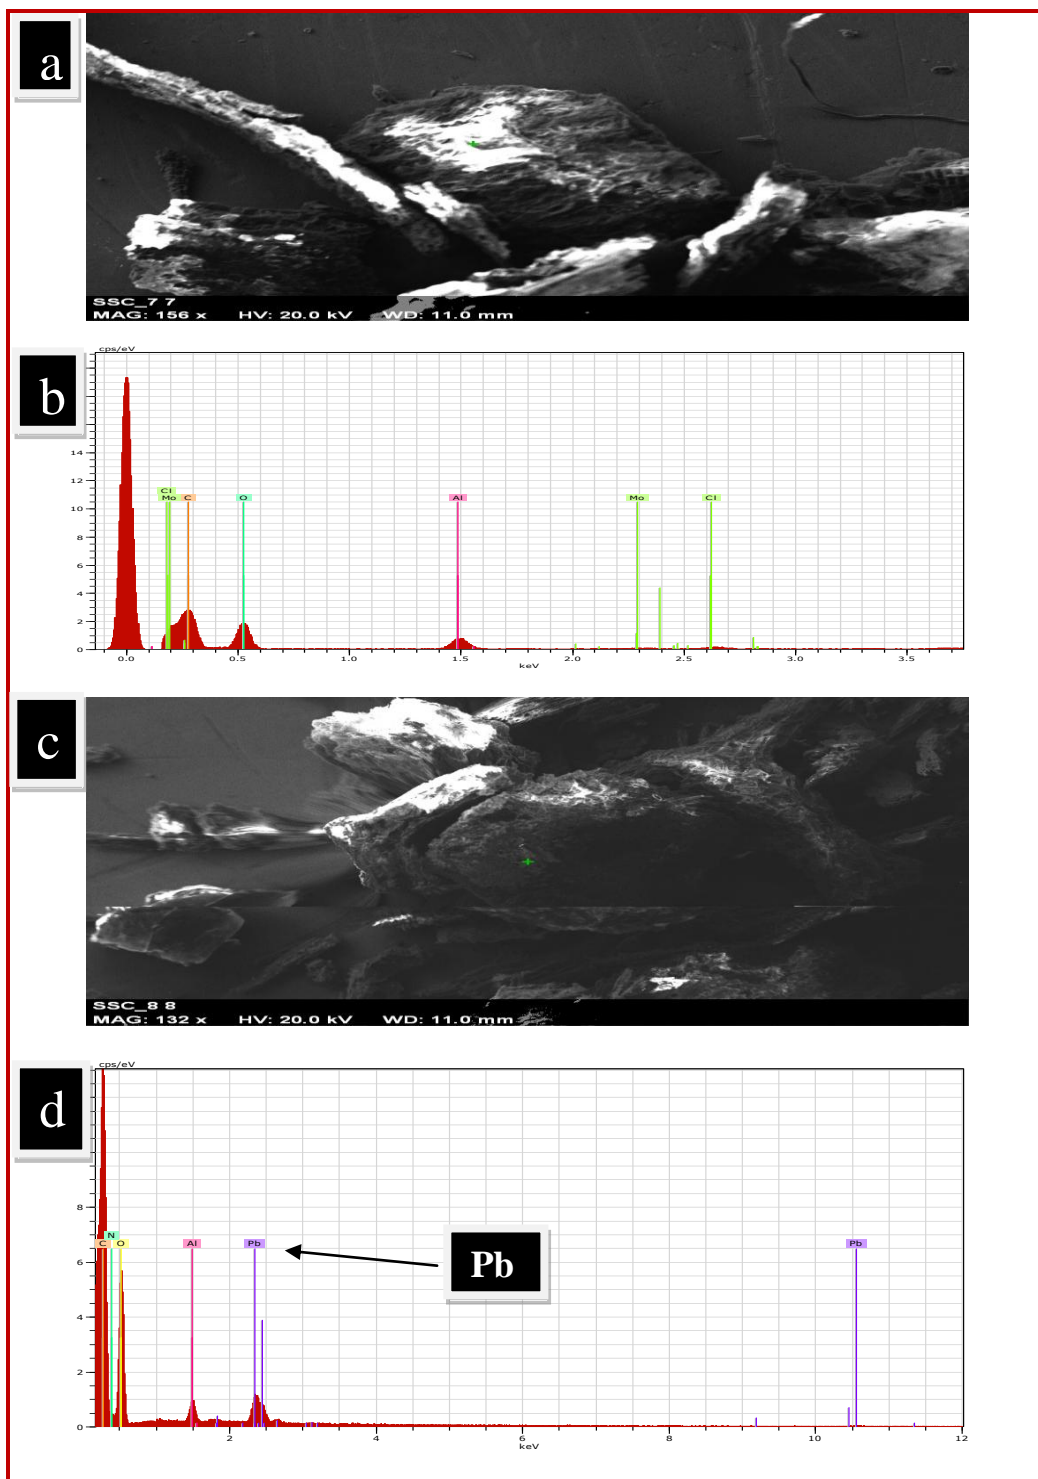 a
SSC_7 7
MAG: 156 x HV: 20.0 kV WD: 11.0 mm
b
cps/eV
14
12
10
8
6
4
2
0
Cl
Mo C O Al Mo Cl
0.0 0.5 1.0 1.5 2.0 2.5 3.0 3.5
keV
c
SSC_8 8
MAG: 132 x HV: 20.0 kV WD: 11.0 mm
d
cps/eV
8
6
4
2
0
N
C O Al Pb Pb
Pb
2 4 6 8 10 12
keV